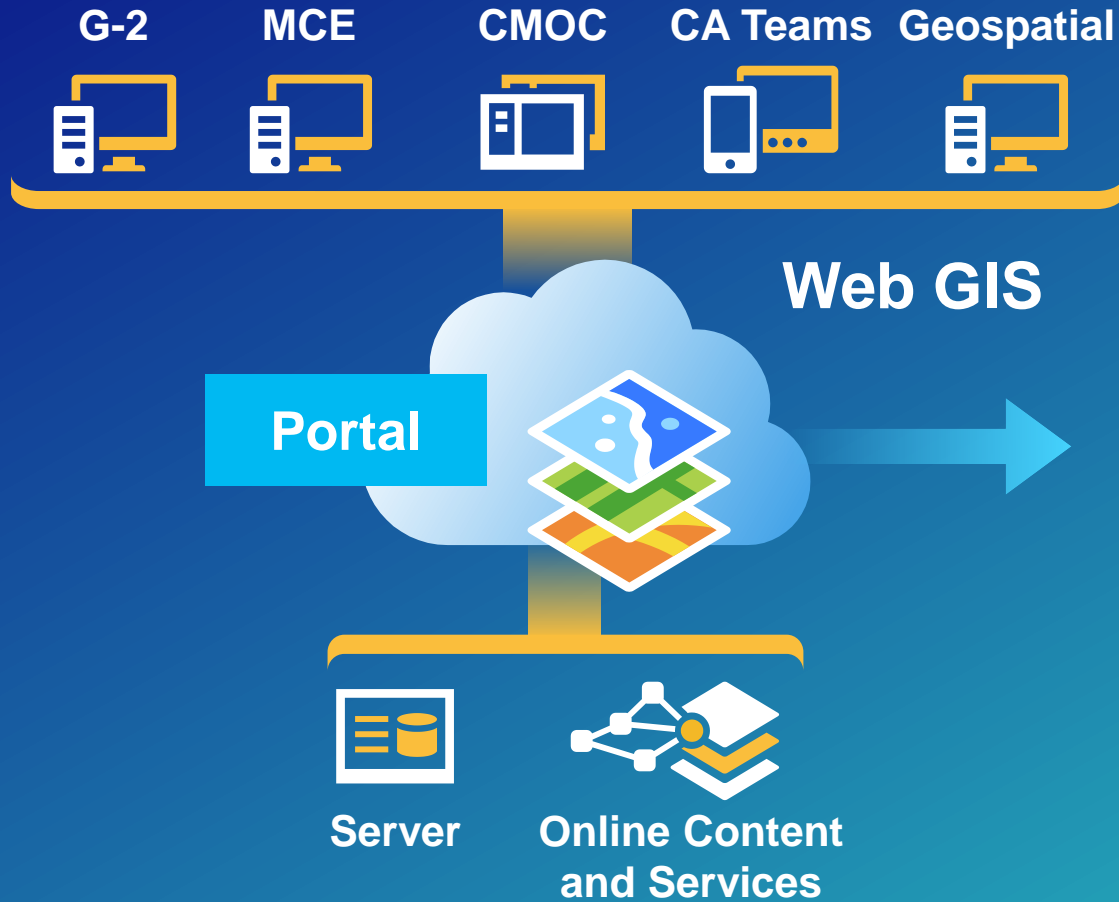 G-2 MCE CMOC CA Teams Geospatial
Web GIS
Portal
Server Online Content
and Services